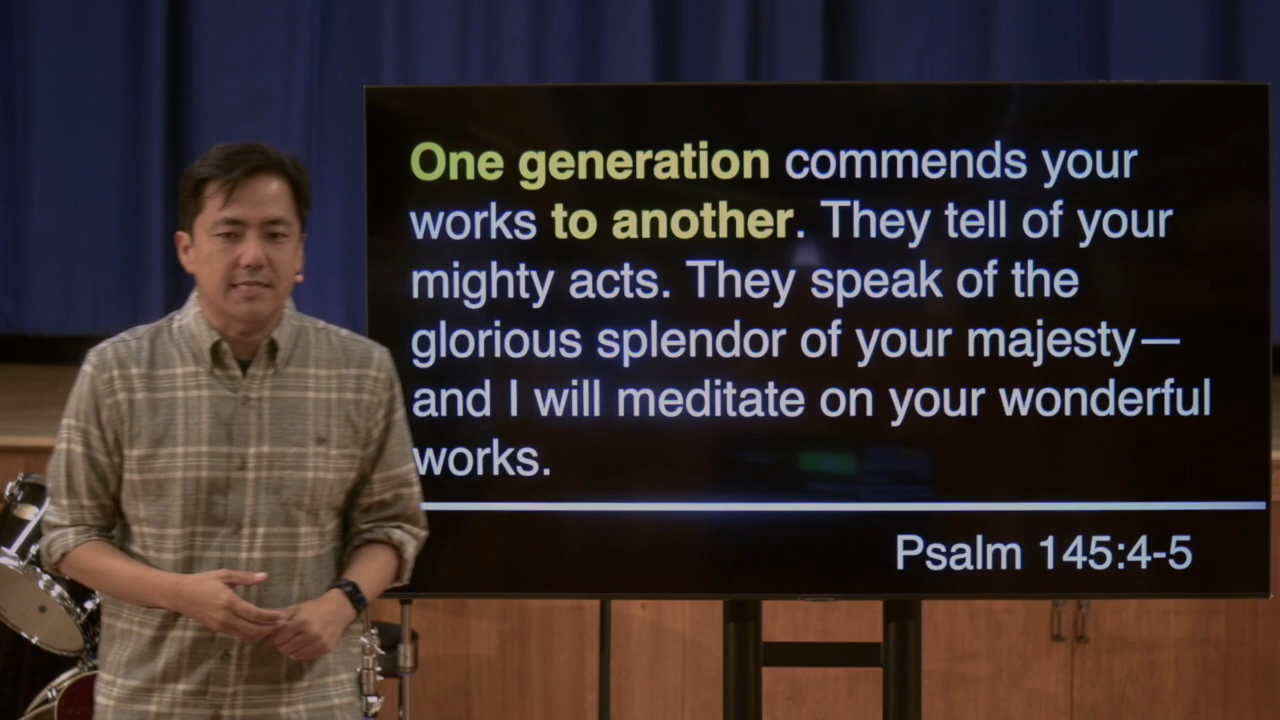 One generation commends your
works to another. They tell of your
mighty acts. They speak of the
glorious splendor of your majesty—
and I will meditate on your wonderful
works.
Psalm 145:4-5